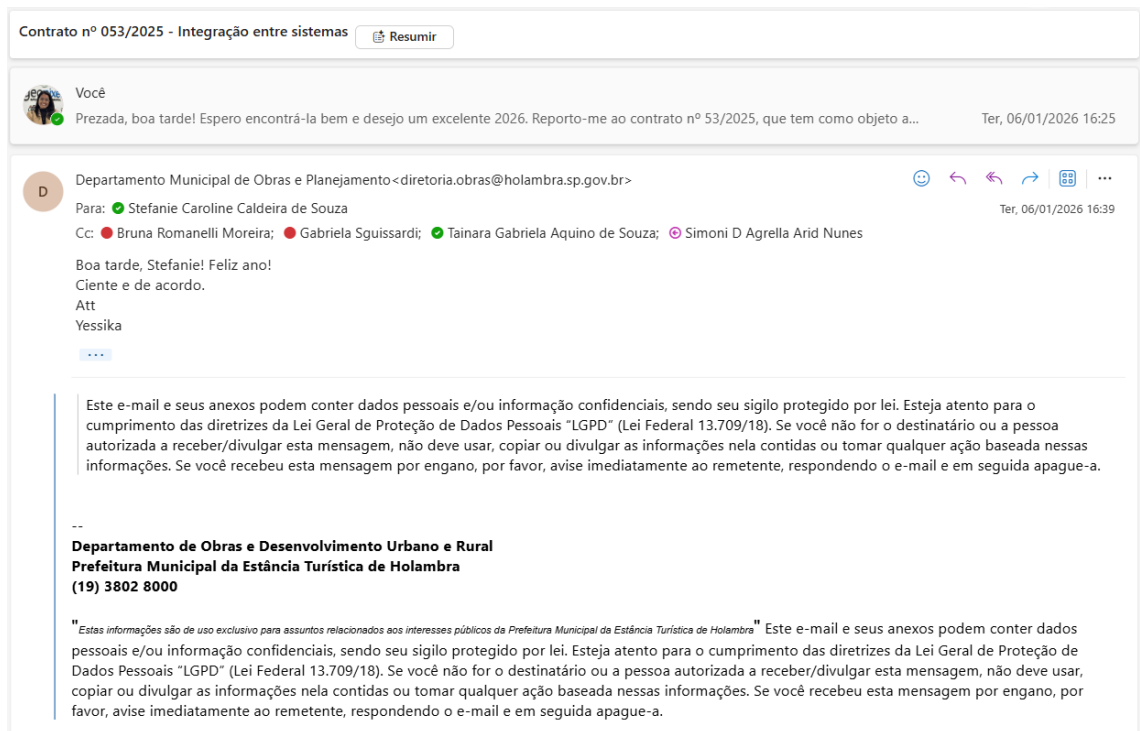 Contrato nº 053/2025 - Integração entre sistemas
Resumir
Você
Prezada, boa tarde! Espero encontrá-la bem e desejo um excelente 2026. Reporto-me ao contrato nº 53/2025, que tem como objeto a...
Ter, 06/01/2026 16:25
D
Departamento Municipal de Obras e Planejamento<diretoria.obras@holambra.sp.gov.br>
Para: Stefanie Caroline Caldeira de Souza
Ter, 06/01/2026 16:39
Cc: Bruna Romanelli Moreira; Gabriela Sguissardi; Tainara Gabriela Aquino de Souza; Simoni D Agrella Arid Nunes
Boa tarde, Stefanie! Feliz ano!
Ciente e de acordo.
Att
Yessika
...
Este e-mail e seus anexos podem conter dados pessoais e/ou informação confidenciais, sendo seu sigilo protegido por lei. Esteja atento para o
cumprimento das diretrizes da Lei Geral de Proteção de Dados Pessoais “LGPD” (Lei Federal 13.709/18). Se você não for o destinatário ou a pessoa
autorizada a receber/divulgar esta mensagem, não deve usar, copiar ou divulgar as informações nela contidas ou tomar qualquer ação baseada nessas
informações. Se você recebeu esta mensagem por engano, por favor, avise imediatamente ao remetente, respondendo o e-mail e em seguida apague-a.
--
Departamento de Obras e Desenvolvimento Urbano e Rural
Prefeitura Municipal da Estância Turística de Holambra
(19) 3802 8000
"Estas informações são de uso exclusivo para assuntos relacionados aos interesses públicos da Prefeitura Municipal da Estância Turística de Holambra" Este e-mail e seus anexos podem conter dados
pessoais e/ou informação confidenciais, sendo seu sigilo protegido por lei. Esteja atento para o cumprimento das diretrizes da Lei Geral de Proteção de
Dados Pessoais “LGPD” (Lei Federal 13.709/18). Se você não for o destinatário ou a pessoa autorizada a receber/divulgar esta mensagem, não deve usar,
copiar ou divulgar as informações nela contidas ou tomar qualquer ação baseada nessas informações. Se você recebeu esta mensagem por engano, por
favor, avise imediatamente ao remetente, respondendo o e-mail e em seguida apague-a.